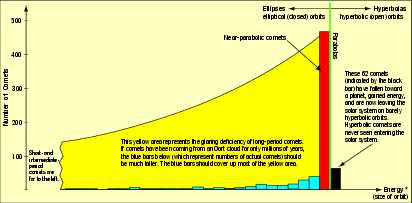 Ellipses Hyperbolas
elliptical (closed) orbits hyperbolic (open) orbits
500
400
300
200
100
Number of Comets
Near-parabolic comets
Parabolas
These 62 comets
(indicated by the black
bar) have fallen toward
a planet, gained energy,
and are now leaving the
solar system on barely
hyperbolic orbits.
Hyperbolic comets are
never seen entering the
solar system.
Short- and
intermediate-
period
comets are
far to the left.
This yellow area represents the glaring deficiency of long-period comets.
If comets have been coming from an Oort cloud for only millions of years,
the blue bars below (which represent numbers of actual comets) should
be much taller. The blue bars should cover up most of the yellow area.
Energy *
(size of orbit)